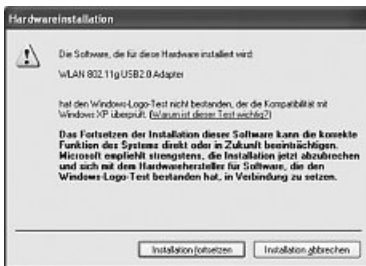 Hardwareinstallation
Die Software, die für diese Hardware installiert wird:
WLAN 802.11g USB2.0 Adapter
hat den Windows-Logo-Test nicht bestanden, der die Kompatibilität mit
Windows XP überprüft. (Warum ist dieser Test wichtig?)
Das Fortsetzen der Installation dieser Software kann die korrekte
Funktion des Systems direkt oder in Zukunft beeinträchtigen.
Microsoft empfiehlt strengstens, die Installation jetzt abzubrechen
und sich mit dem Hardwarehersteller für Software, die den
Windows-Logo-Test bestanden hat, in Verbindung zu setzen.
Installation fortsetzen Installation abbrechen